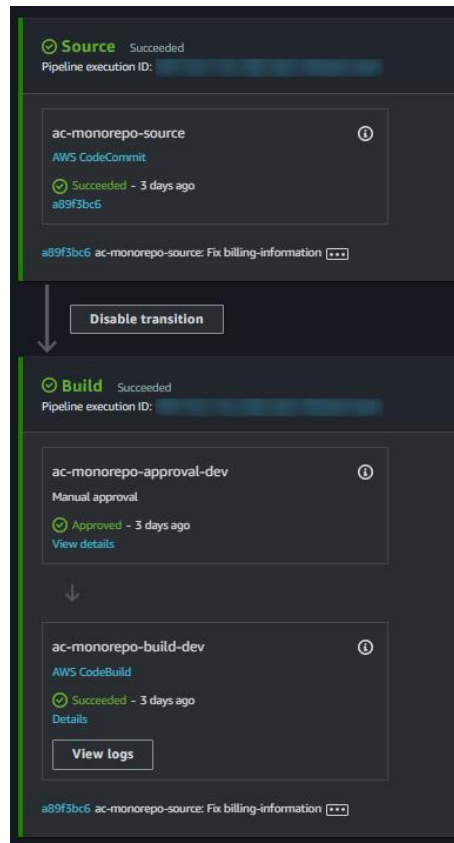 Source Succeeded
Pipeline execution ID:
ac-monorepo-source
AWS CodeCommit
Succeeded - 3 days ago
a89f3bc6
a89f3bc6 ac-monorepo-source: Fix billing-information
Disable transition
Build Succeeded
Pipeline execution ID:
ac-monorepo-approval-dev
Manual approval
Approved - 3 days ago
View details
ac-monorepo-build-dev
AWS CodeBuild
Succeeded - 3 days ago
Details
View logs
a89f3bc6 ac-monorepo-source: Fix billing-information